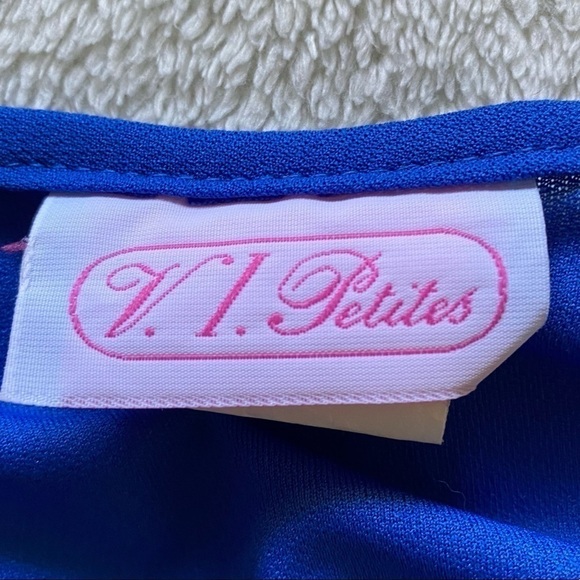 V. I. Petites